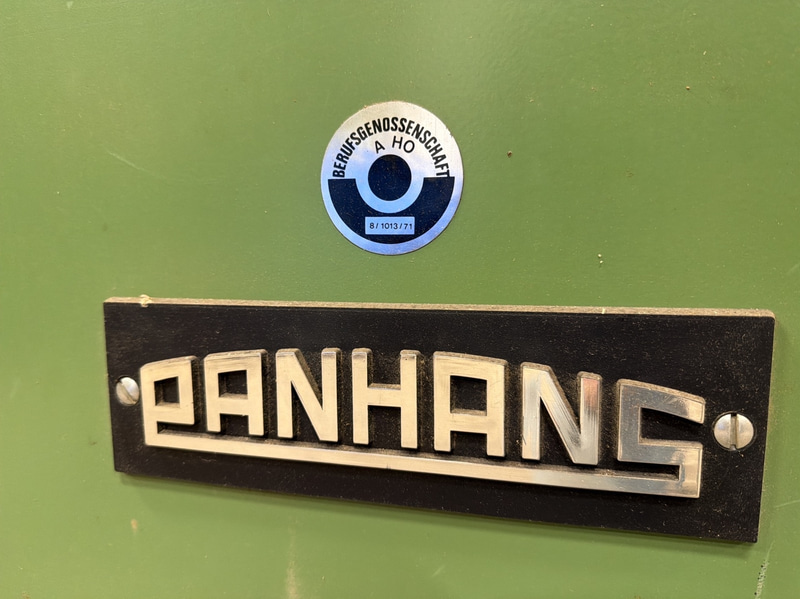 BERUFSGENOSSENSCHAFT
A HO
8/1013/71
PANHANS